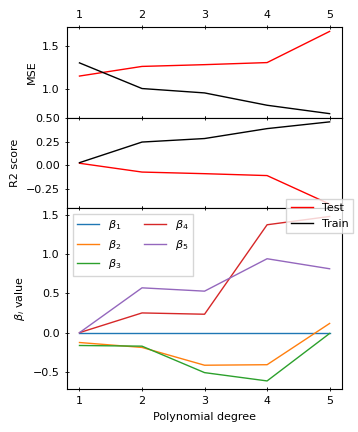 1 2 3 4 5
1.5
1.0
MSE
0.50
0.25
0.00
−0.25
R2 score
Test
Train
1.5
1.0
0.5
0.0
−0.5
βᵢ value
β₁ β₄
β₂ β₅
β₃
1 2 3 4 5
Polynomial degree